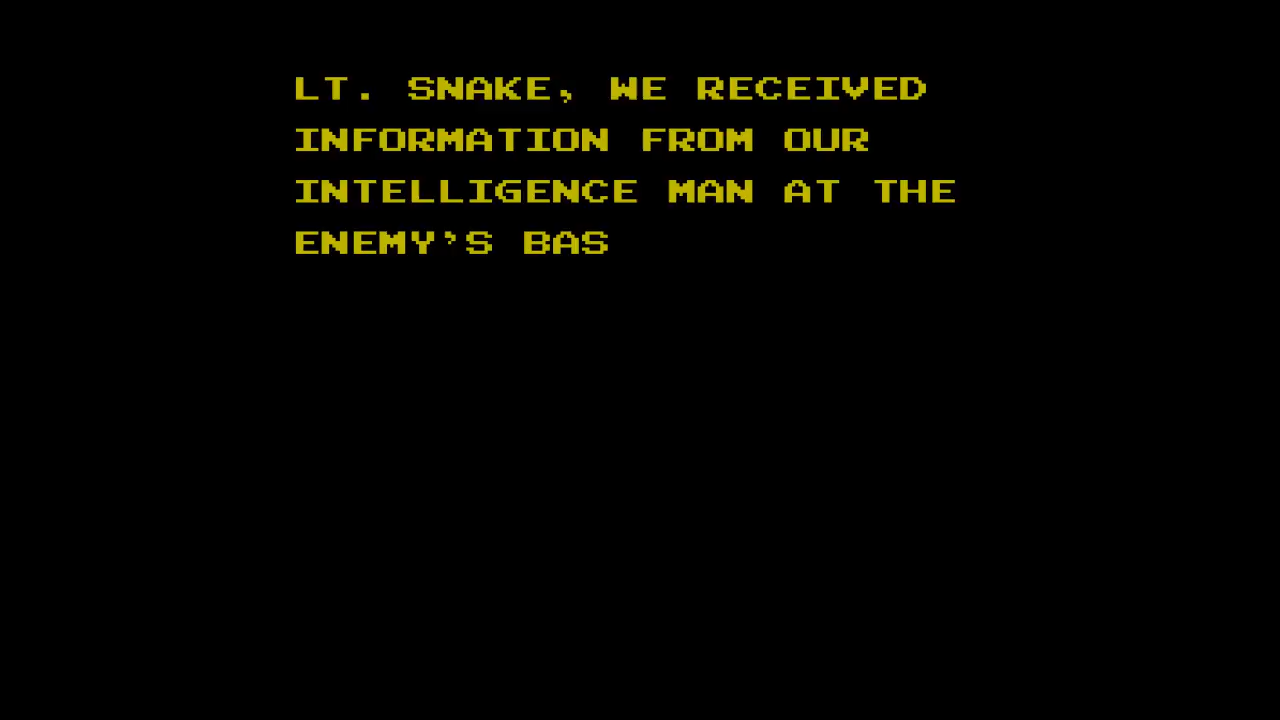 LT. SNAKE, WE RECEIVED
INFORMATION FROM OUR
INTELLIGENCE MAN AT THE
ENEMY'S BAS